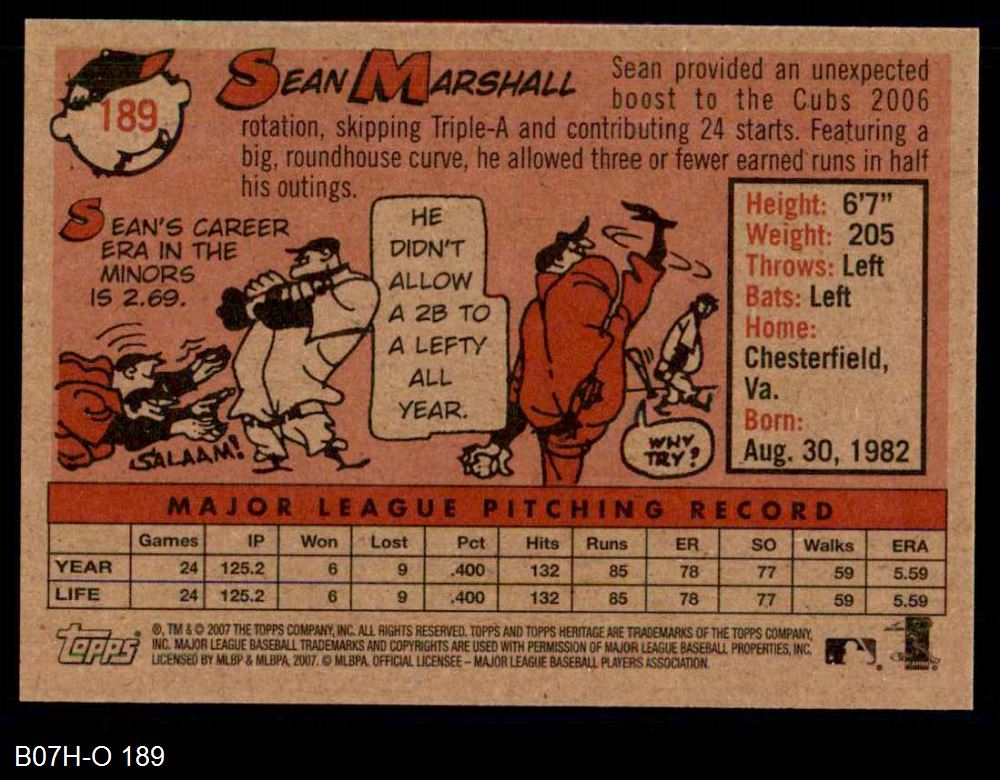 189
SEAN MARSHALL
Sean provided an unexpected
boost to the Cubs 2006
rotation, skipping Triple-A and contributing 24 starts. Featuring a
big, roundhouse curve, he allowed three or fewer earned runs in half
his outings.
SEAN'S CAREER
ERA IN THE
MINORS
IS 2.69.
SALAAM!
HE
DIDN'T
ALLOW
A 2B TO
A LEFTY
ALL
YEAR.
WHY
TRY?
Height: 6'7"
Weight: 205
Throws: Left
Bats: Left
Home:
Chesterfield,
Va.
Born:
Aug. 30, 1982
MAJOR LEAGUE PITCHING RECORD
Games IP Won Lost Pct Hits Runs ER SO Walks ERA
YEAR 24 125.2 6 9 .400 132 85 78 77 59 5.59
LIFE 24 125.2 6 9 .400 132 85 78 77 59 5.59
Topps
®, TM & © 2007 THE TOPPS COMPANY, INC. ALL RIGHTS RESERVED. TOPPS AND TOPPS HERITAGE ARE TRADEMARKS OF THE TOPPS COMPANY,
INC. MAJOR LEAGUE BASEBALL TRADEMARKS AND COPYRIGHTS ARE USED WITH PERMISSION OF MAJOR LEAGUE BASEBALL PROPERTIES, INC.
LICENSED BY MLBP & MLBPA, 2007. © MLBPA. OFFICIAL LICENSEE – MAJOR LEAGUE BASEBALL PLAYERS ASSOCIATION.
B07H-O 189